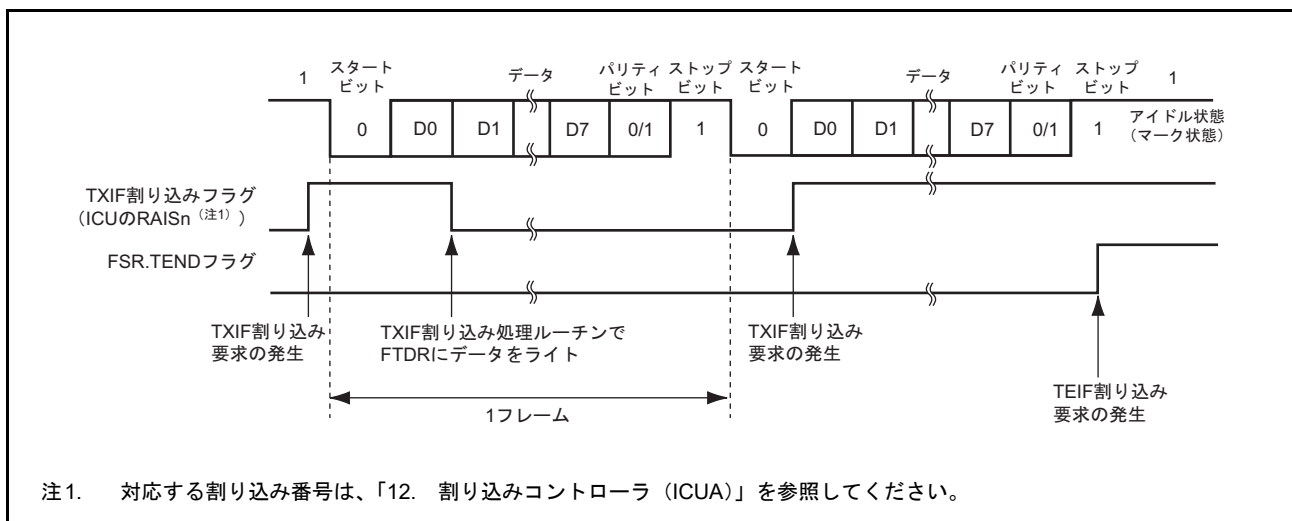 1 スタート ビット データ パリティ ビット ストップ ビット スタート ビット データ パリティ ビット ストップ ビット 1
0 D0 D1 D7 0/1 1 0 D0 D1 D7 0/1 1 アイドル状態
（マーク状態）
TXIF割り込みフラグ
（ICUのRAISn（注1））
FSR.TENDフラグ
TXIF割り込み
要求の発生
TXIF割り込み処理ルーチンで
FTDRにデータをライト
TXIF割り込み
要求の発生
TEIF割り込み
要求の発生
1フレーム
注1. 対応する割り込み番号は、「12. 割り込みコントローラ（ICUA）」を参照してください。